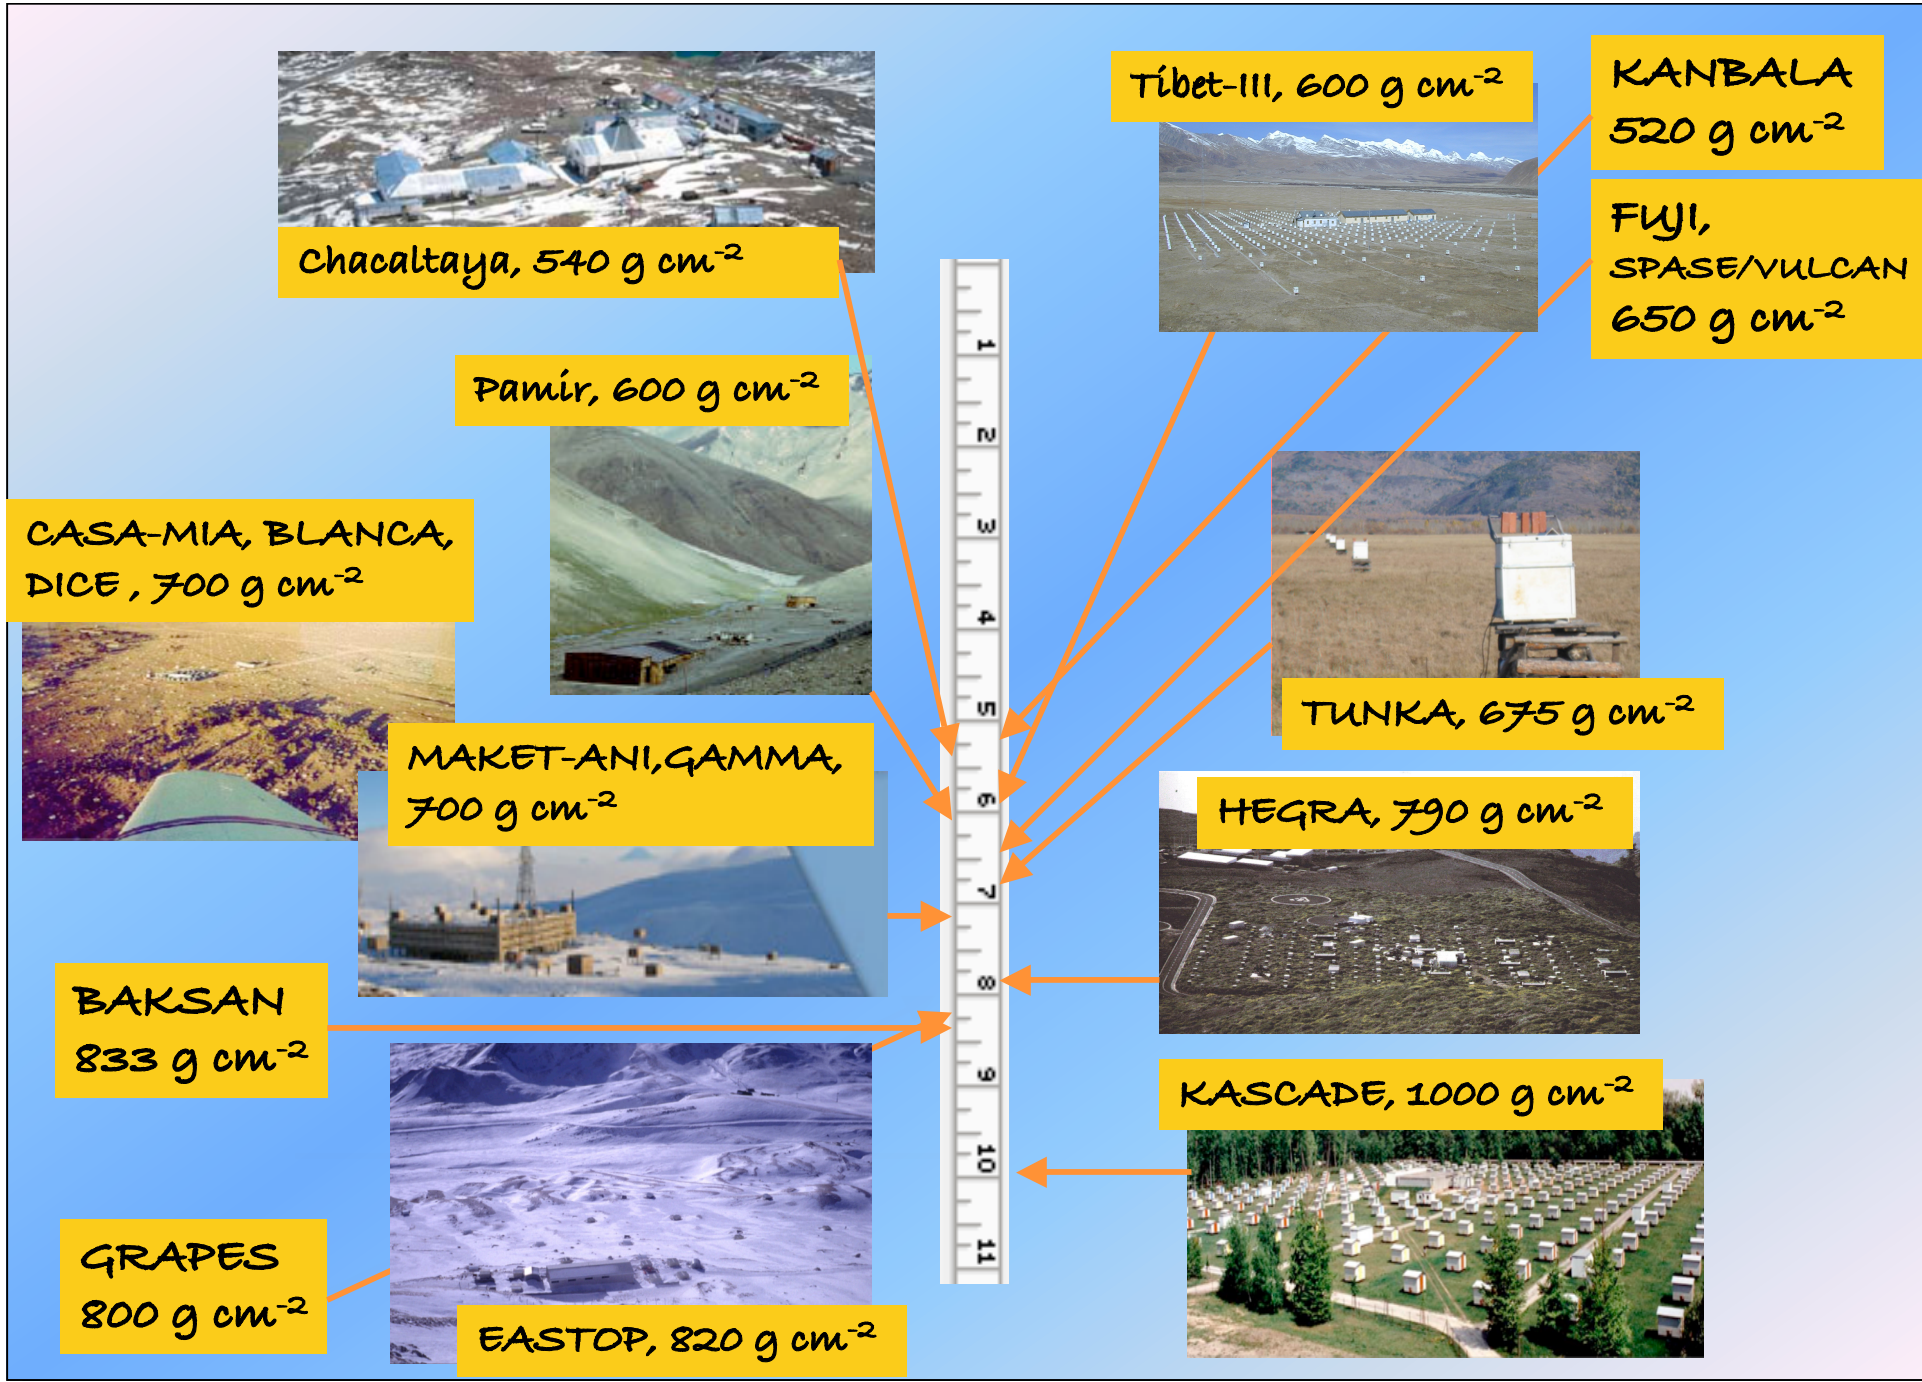 Chacaltaya, 540 g cm-2
Tibet-III, 600 g cm-2
KANBALA
520 g cm-2
FUJI,
SPASE/VULCAN
650 g cm-2
Pamir, 600 g cm-2
CASA-MIA, BLANCA,
DICE , 700 g cm-2
TUNKA, 675 g cm-2
MAKET-ANI,GAMMA,
700 g cm-2
HEGRA, 790 g cm-2
BAKSAN
833 g cm-2
KASCADE, 1000 g cm-2
GRAPES
800 g cm-2
EASTOP, 820 g cm-2
1
2
3
4
5
6
7
8
9
10
11